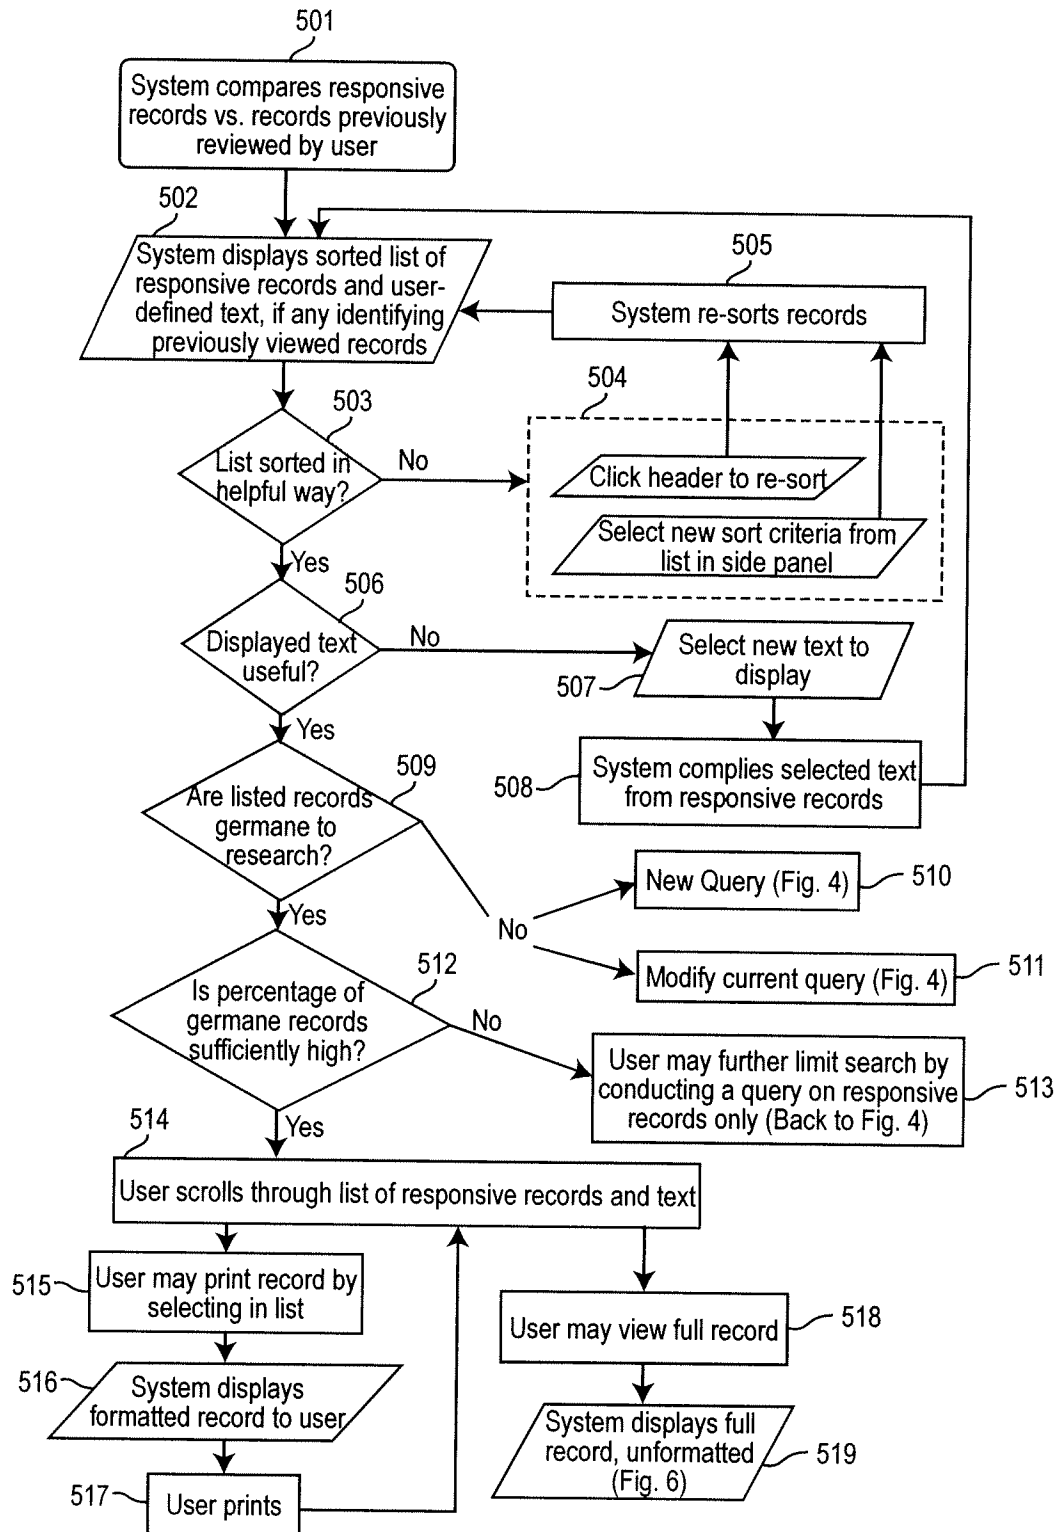 501
System compares responsive
records vs. records previously
reviewed by user
502
System displays sorted list of
responsive records and user-
defined text, if any identifying
previously viewed records
505
System re-sorts records
503
List sorted in
helpful way?
No
504
Click header to re-sort
Select new sort criteria from
list in side panel
Yes
506
Displayed text
useful?
No
Select new text to
display
507
Yes
508
System complies selected text
from responsive records
509
Are listed records
germane to
research?
No
New Query (Fig. 4)
510
Modify current query (Fig. 4)
511
Yes
512
Is percentage of
germane records
sufficiently high?
No
User may further limit search by
conducting a query on responsive
records only (Back to Fig. 4)
513
Yes
514
User scrolls through list of responsive records and text
515
User may print record by
selecting in list
516
System displays
formatted record to user
517
User prints
User may view full record
518
System displays full
record, unformatted
(Fig. 6)
519